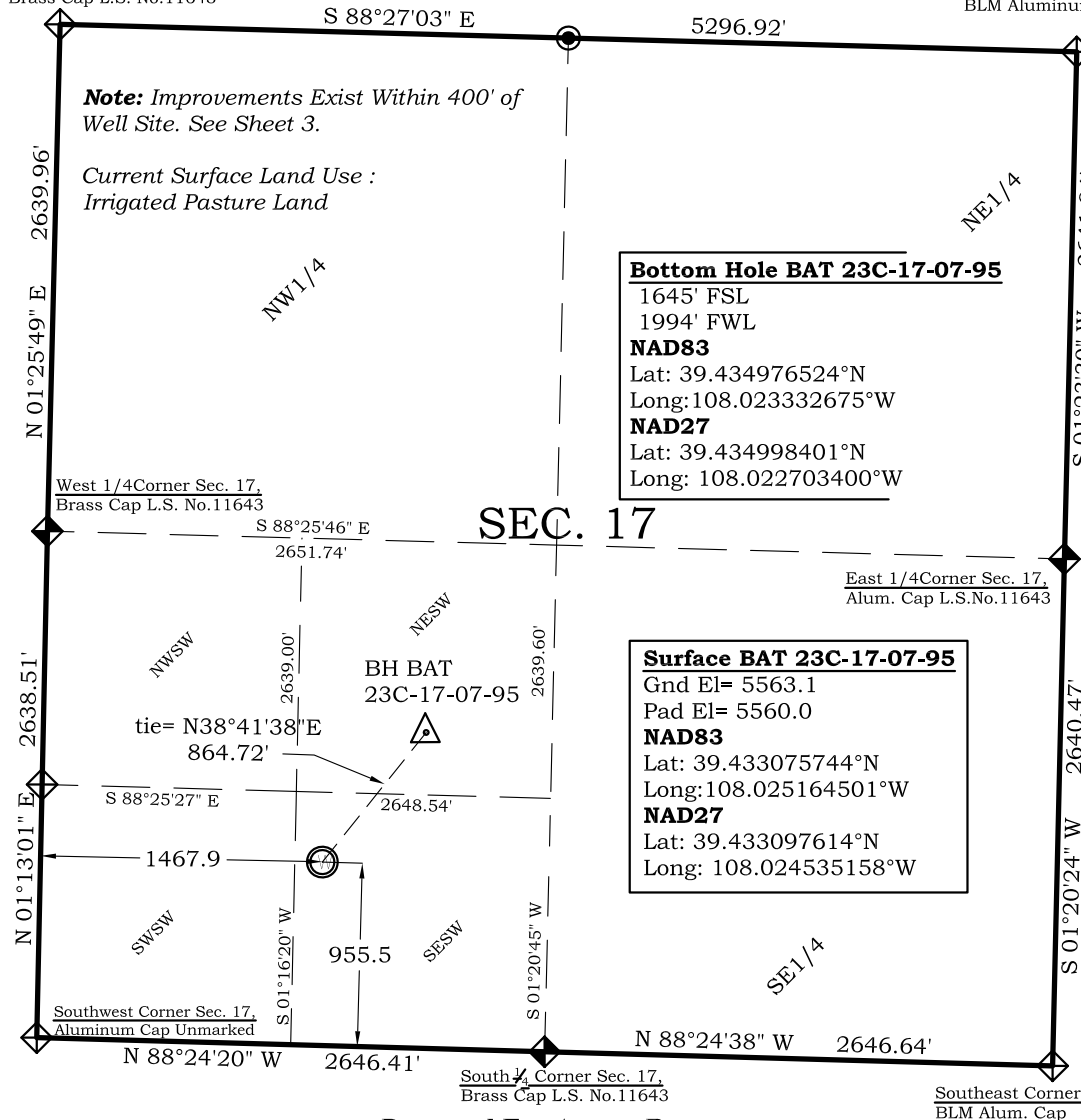 S 88°27'03" E
5296.92'
BLM Aluminum
Note: Improvements Exist Within 400' of
Well Site. See Sheet 3.
Current Surface Land Use :
Irrigated Pasture Land
2639.96'
N 01°25'49" E
NW1/4
NE1/4
Bottom Hole BAT 23C-17-07-95
1645' FSL
1994' FWL
NAD83
Lat: 39.434976524°N
Long:108.023332675°W
NAD27
Lat: 39.434998401°N
Long: 108.022703400°W
West 1/4Corner Sec. 17,
Brass Cap L.S. No.11643
S 88°25'46" E
2651.74'
SEC. 17
East 1/4Corner Sec. 17,
Alum. Cap L.S.No.11643
NWSW
NESW
2639.00'
2639.60'
BH BAT
23C-17-07-95
tie= N38°41'38"E
864.72'
2638.51'
N 01°13'01" E
S 88°25'27" E
2648.54'
Surface BAT 23C-17-07-95
Gnd El= 5563.1
Pad El= 5560.0
NAD83
Lat: 39.433075744°N
Long:108.025164501°W
NAD27
Lat: 39.433097614°N
Long: 108.024535158°W
2640.47'
S 01°20'24" W
1467.9
955.5
SWSW
SESW
S 01°16'20" W
S 01°20'45" W
SE1/4
Southwest Corner Sec. 17,
Aluminum Cap Unmarked
N 88°24'20" W
2646.41'
N 88°24'38" W
2646.64'
South 1/4 Corner Sec. 17,
Brass Cap L.S. No.11643
Southeast Corner
BLM Alum. Cap